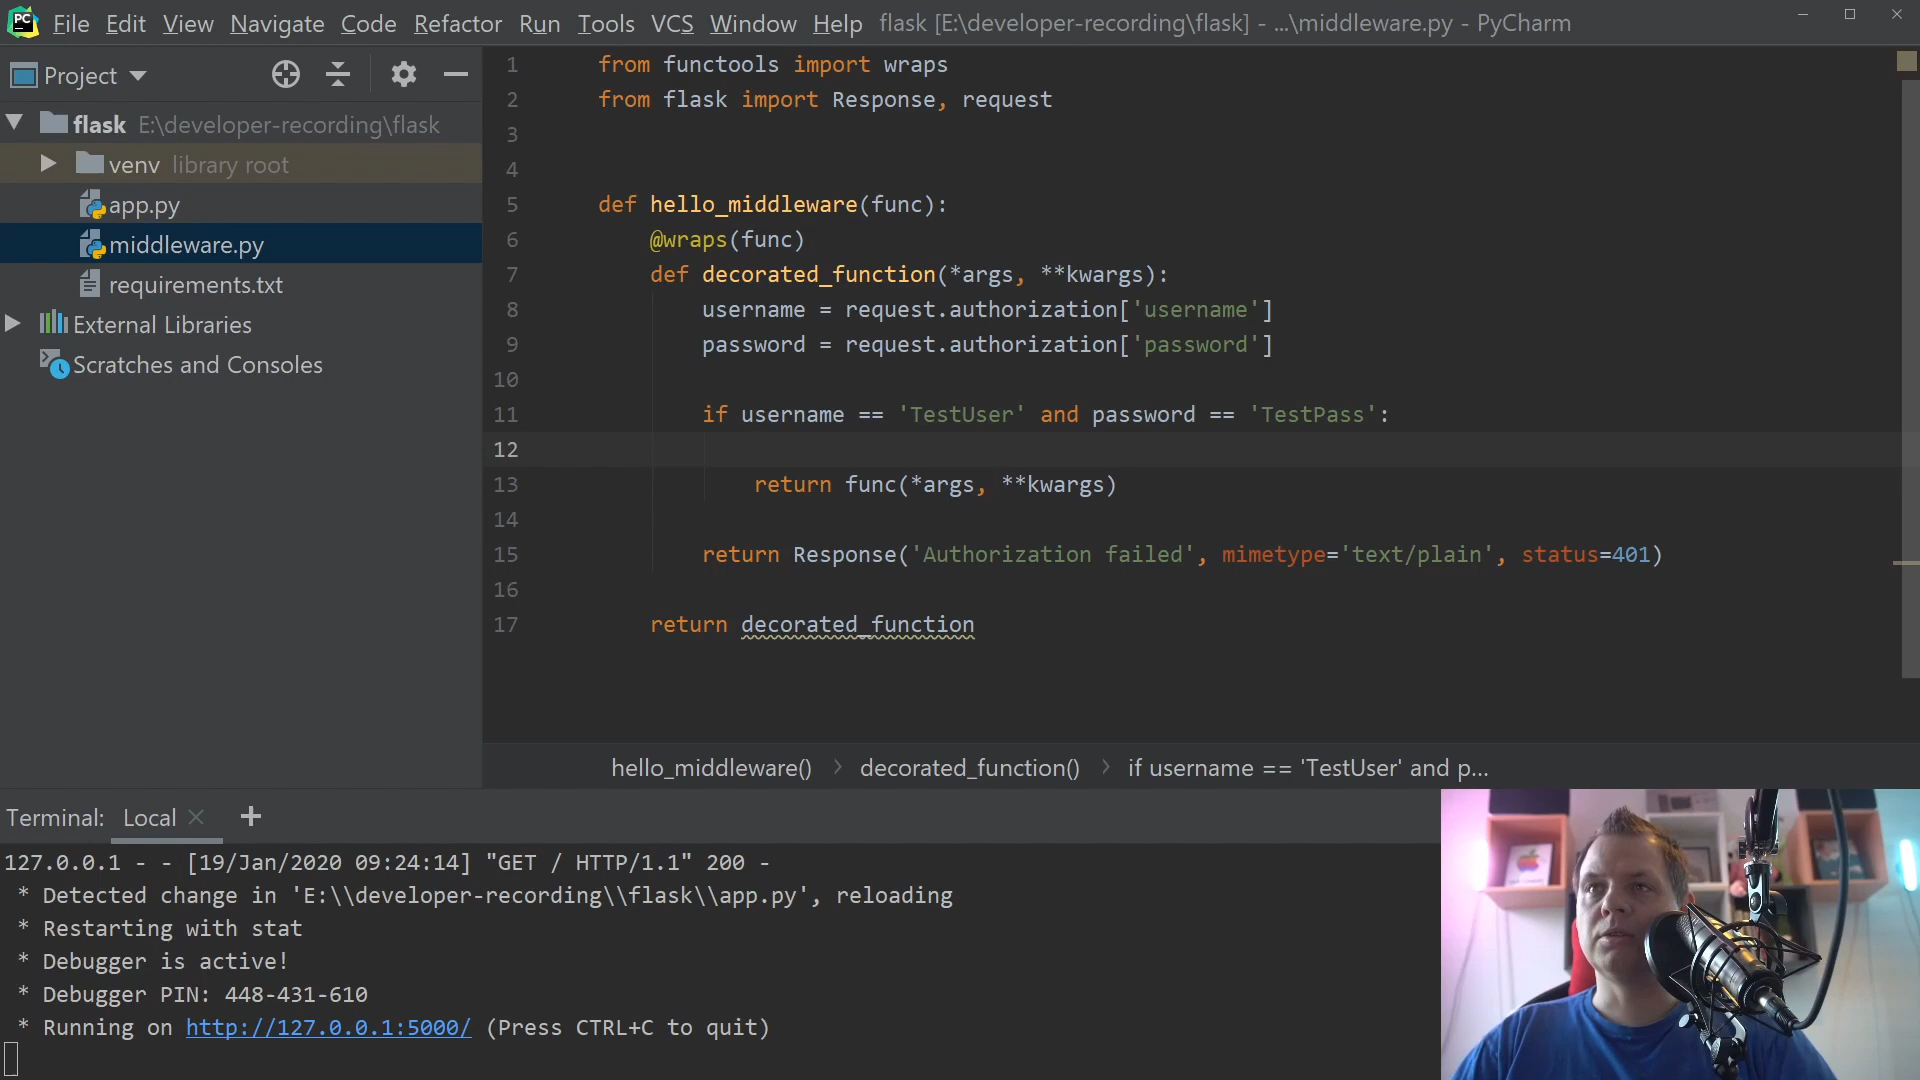 PC File Edit View Navigate Code Refactor Run Tools VCS Window Help flask [E:\developer-recording\flask] - ...\middleware.py - PyCharm
Project
flask E:\developer-recording\flask
venv library root
app.py
middleware.py
requirements.txt
External Libraries
Scratches and Consoles
1 from functools import wraps
2 from flask import Response, request
3
4
5 def hello_middleware(func):
6 @wraps(func)
7 def decorated_function(*args, **kwargs):
8 username = request.authorization['username']
9 password = request.authorization['password']
10
11 if username == 'TestUser' and password == 'TestPass':
12
13 return func(*args, **kwargs)
14
15 return Response('Authorization failed', mimetype='text/plain', status=401)
16
17 return decorated_function
hello_middleware() › decorated_function() › if username == 'TestUser' and p...
Terminal: Local × +
127.0.0.1 - - [19/Jan/2020 09:24:14] "GET / HTTP/1.1" 200 -
* Detected change in 'E:\\developer-recording\\flask\\app.py', reloading
* Restarting with stat
* Debugger is active!
* Debugger PIN: 448-431-610
* Running on http://127.0.0.1:5000/ (Press CTRL+C to quit)